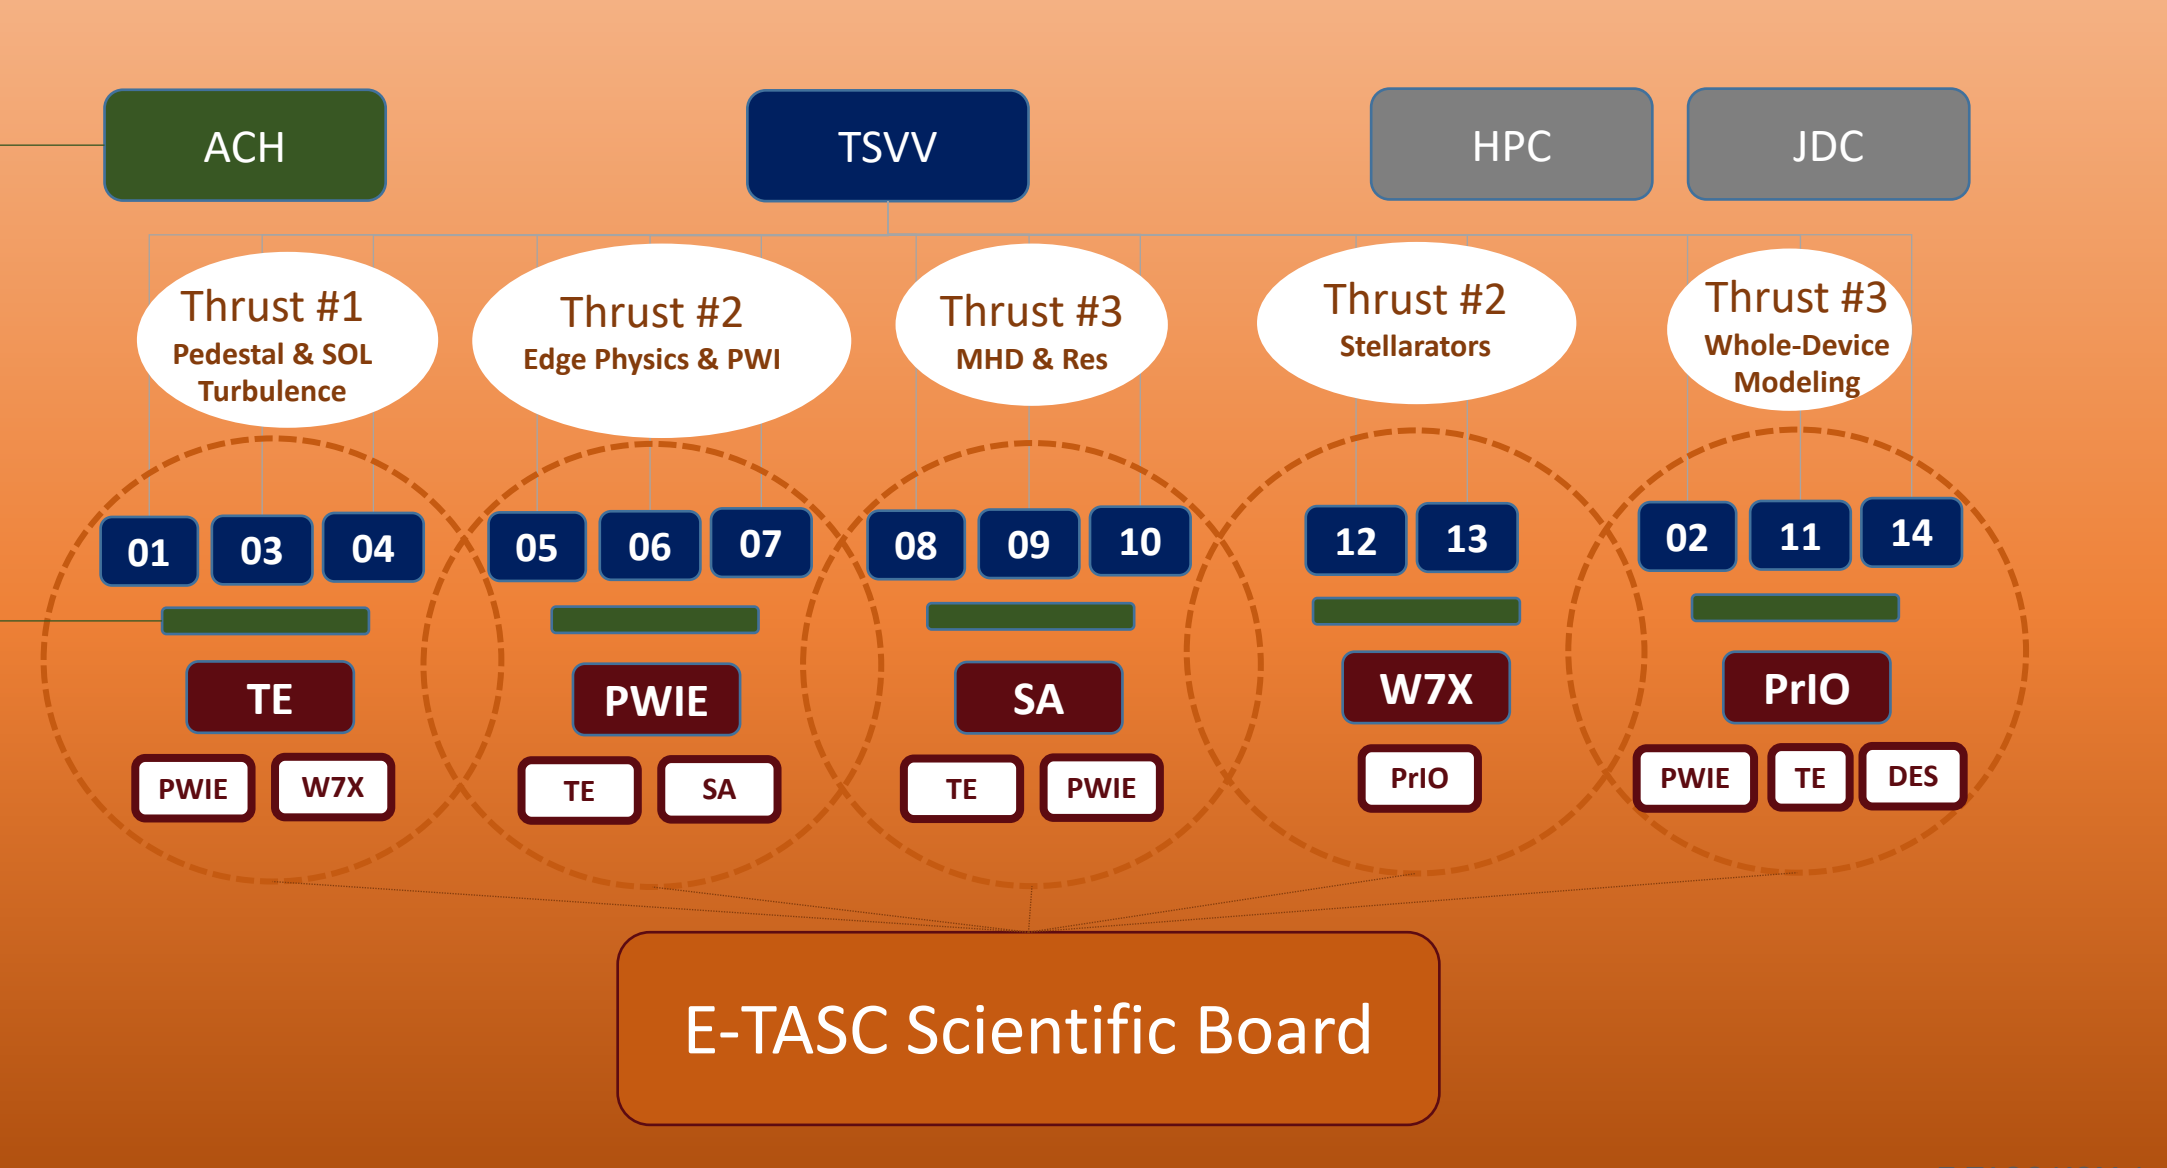 ACH
TSVV
HPC
JDC
Thrust #1
Pedestal & SOL
Turbulence
Thrust #2
Edge Physics & PWI
Thrust #3
MHD & Res
Thrust #2
Stellarators
Thrust #3
Whole-Device
Modeling
01
03
04
05
06
07
08
09
10
12
13
02
11
14
TE
PWIE
SA
W7X
PrIO
PWIE
W7X
TE
SA
TE
PWIE
PrIO
PWIE
TE
DES
E-TASC Scientific Board